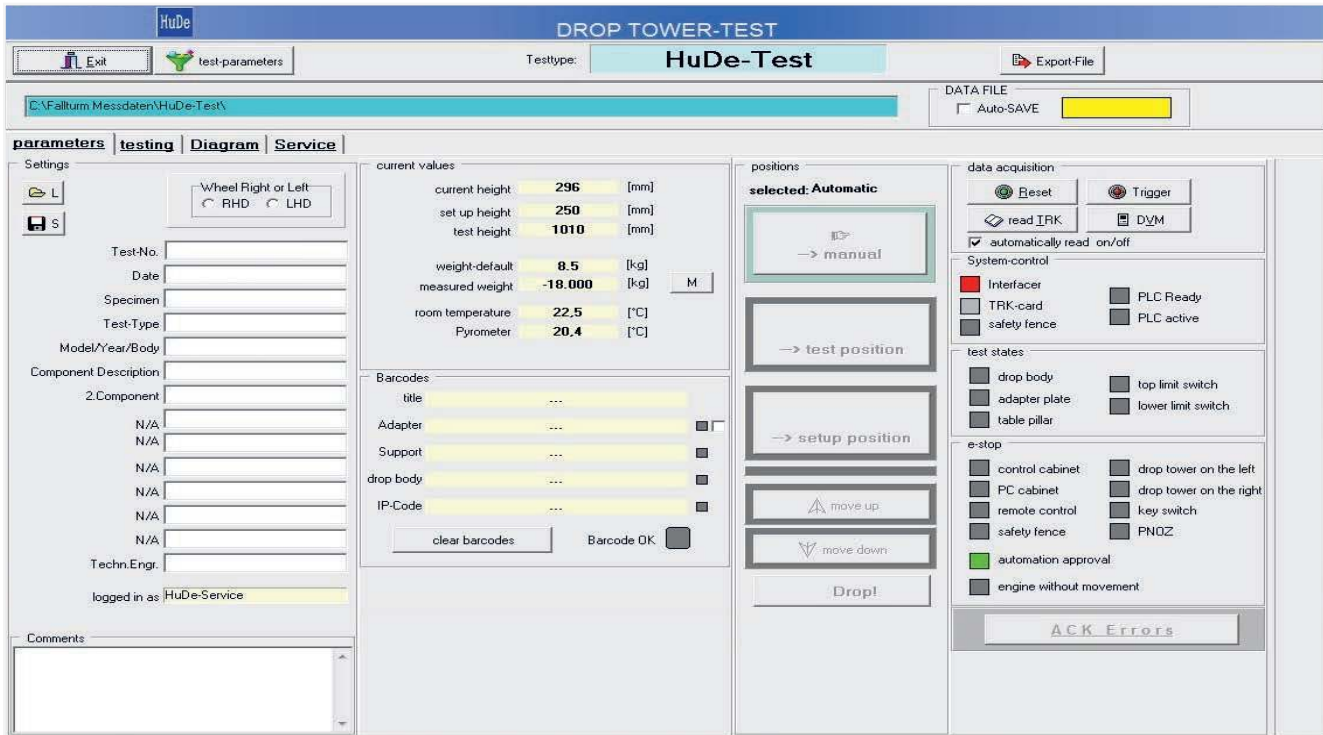 HuDe
DROP TOWER-TEST
Exit
test-parameters
Testtype:
HuDe-Test
Export-File
C:\Fallturm Messdaten\HuDe-Test\
DATA FILE
Auto-SAVE
parameters testing Diagram Service
Settings
L
S
Wheel Right or Left
RHD LHD
Test-No.
Date
Specimen
Test-Type
Model/Year/Body
Component Description
2.Component
N/A
N/A
N/A
N/A
N/A
N/A
Techn.Engr.
logged in as HuDe-Service
Comments
current values
current height 296 [mm]
set up height 250 [mm]
test height 1010 [mm]
weight-default 8.5 [kg]
measured weight -18.000 [kg] M
room temperature 22,5 [°C]
Pyrometer 20,4 [°C]
Barcodes
title ---
Adapter ---
Support ---
drop body ---
IP-Code ---
clear barcodes Barcode OK
positions
selected: Automatic
--> manual
--> test position
--> setup position
move up
move down
Drop!
data acquisition
Reset Trigger
read TRK DVM
automatically read on/off
System-control
Interfacer
TRK-card
safety fence
PLC Ready
PLC active
test states
drop body
adapter plate
table pillar
top limit switch
lower limit switch
e-stop
control cabinet
PC cabinet
remote control
safety fence
drop tower on the left
drop tower on the right
key switch
PNOZ
automation approval
engine without movement
ACK Errors